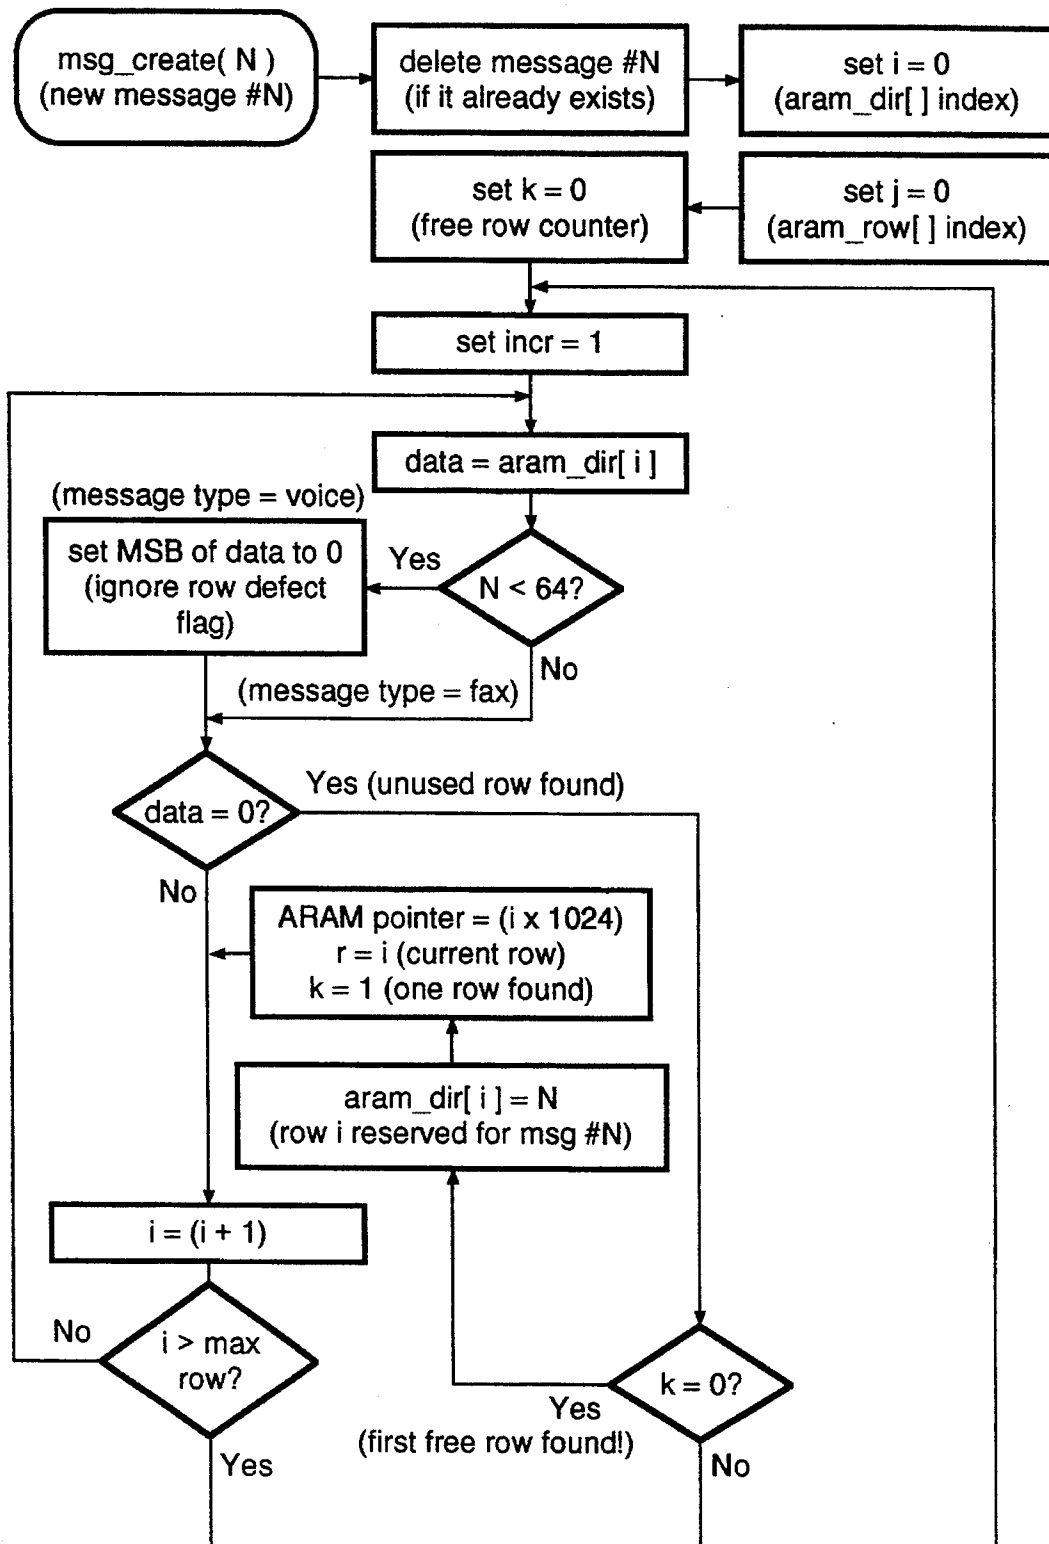 msg_create( N )
(new message #N)
delete message #N
(if it already exists)
set i = 0
(aram_dir[ ] index)
set k = 0
(free row counter)
set j = 0
(aram_row[ ] index)
set incr = 1
data = aram_dir[ i ]
(message type = voice)
set MSB of data to 0
(ignore row defect
flag)
Yes
N < 64?
No
(message type = fax)
data = 0?
Yes (unused row found)
No
ARAM pointer = (i x 1024)
r = i (current row)
k = 1 (one row found)
aram_dir[ i ] = N
(row i reserved for msg #N)
i = (i + 1)
No
i > max
row?
k = 0?
Yes
(first free row found!)
Yes
No